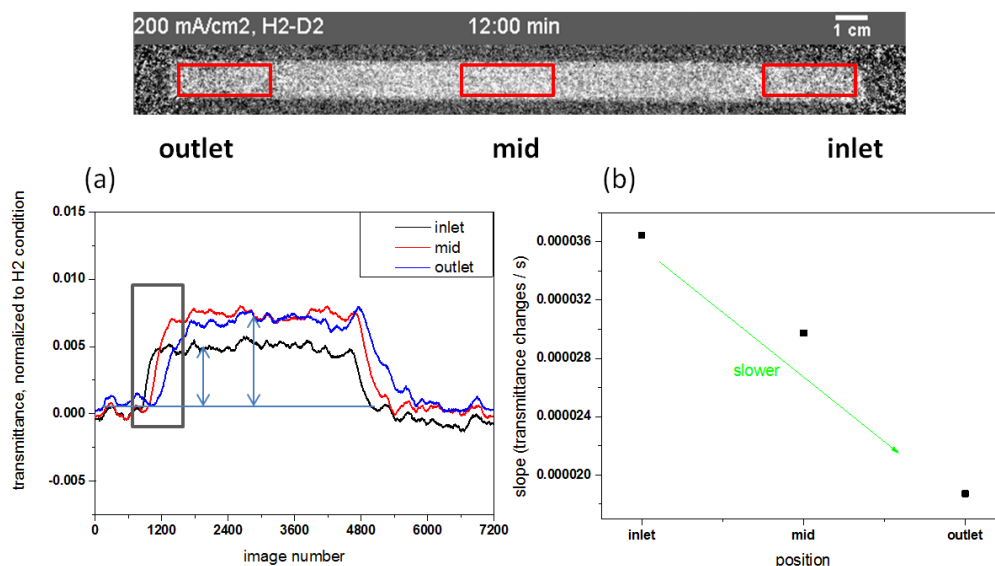 200 mA/cm2, H2-D2 12:00 min 1 cm
outlet mid inlet
(a) (b)
transmittance, normalized to H2 condition
0.015
0.010
0.005
0.000
-0.005
inlet
mid
outlet
0 1200 2400 3600 4800 6000 7200
image number
slope (transmittance changes / s)
0.000036
0.000032
0.000028
0.000024
0.000020
slower
inlet mid outlet
position